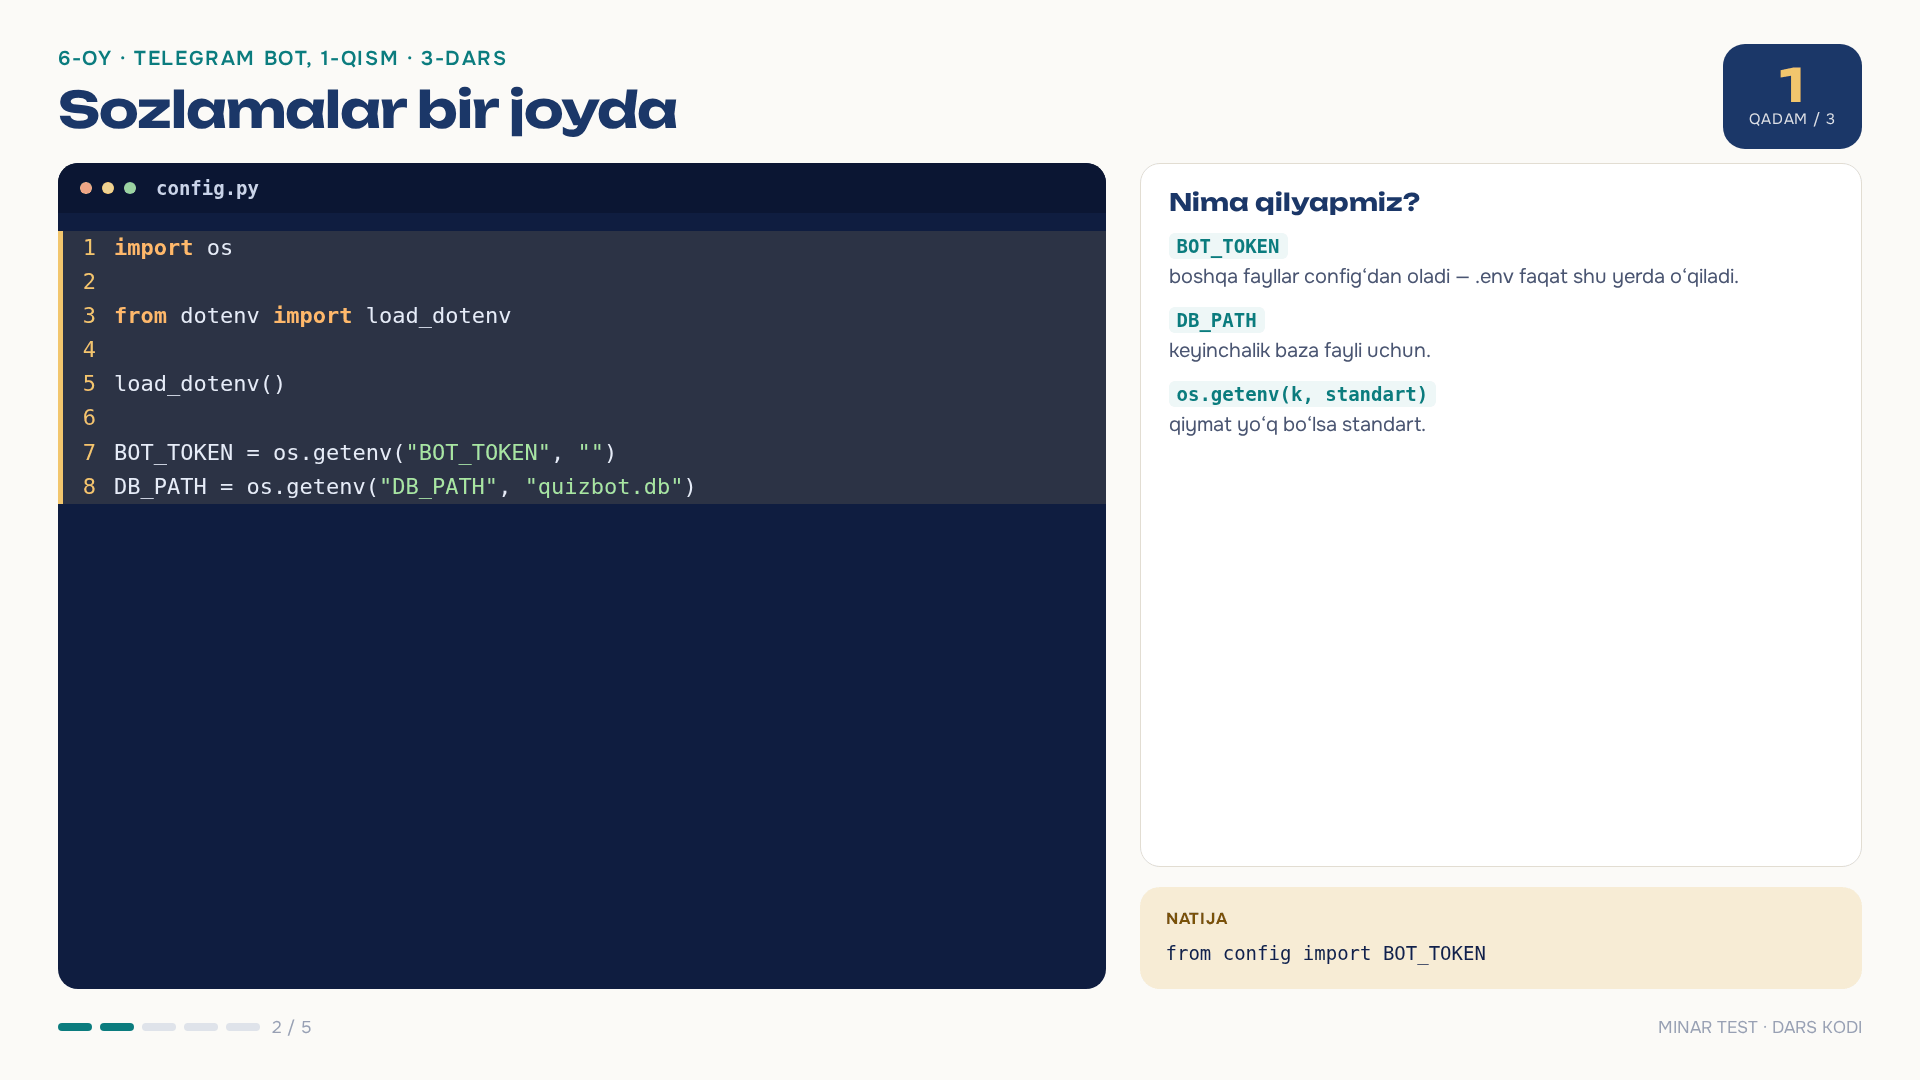 6-OY · TELEGRAM BOT, 1-QISM · 3-DARS
Sozlamalar bir joyda
1
QADAM / 3
config.py
1 import os
2
3 from dotenv import load_dotenv
4
5 load_dotenv()
6
7 BOT_TOKEN = os.getenv("BOT_TOKEN", "")
8 DB_PATH = os.getenv("DB_PATH", "quizbot.db")
Nima qilyapmiz?
BOT_TOKEN
boshqa fayllar config‘dan oladi — .env faqat shu yerda o‘qiladi.
DB_PATH
keyinchalik baza fayli uchun.
os.getenv(k, standart)
qiymat yo‘q bo‘lsa standart.
NATIJA
from config import BOT_TOKEN
2 / 5
MINAR TEST · DARS KODI